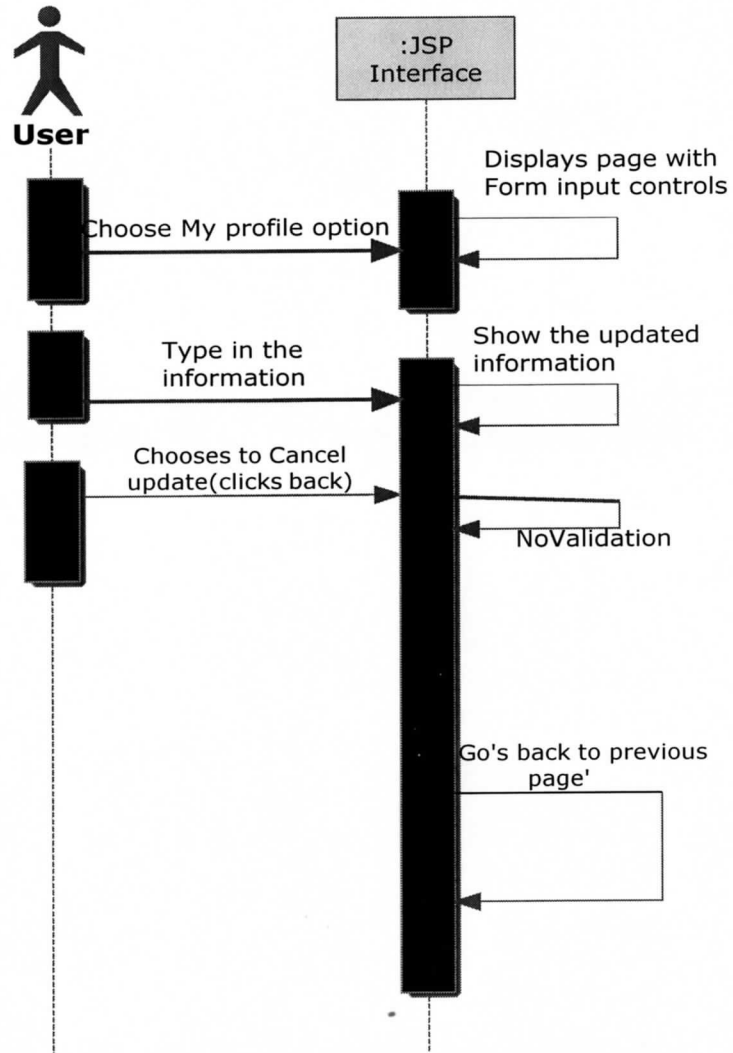 :JSP
Interface
User
Displays page with
Form input controls
Choose My profile option
Show the updated
information
Type in the
information
Chooses to Cancel
update(clicks back)
NoValidation
Go's back to previous
page'